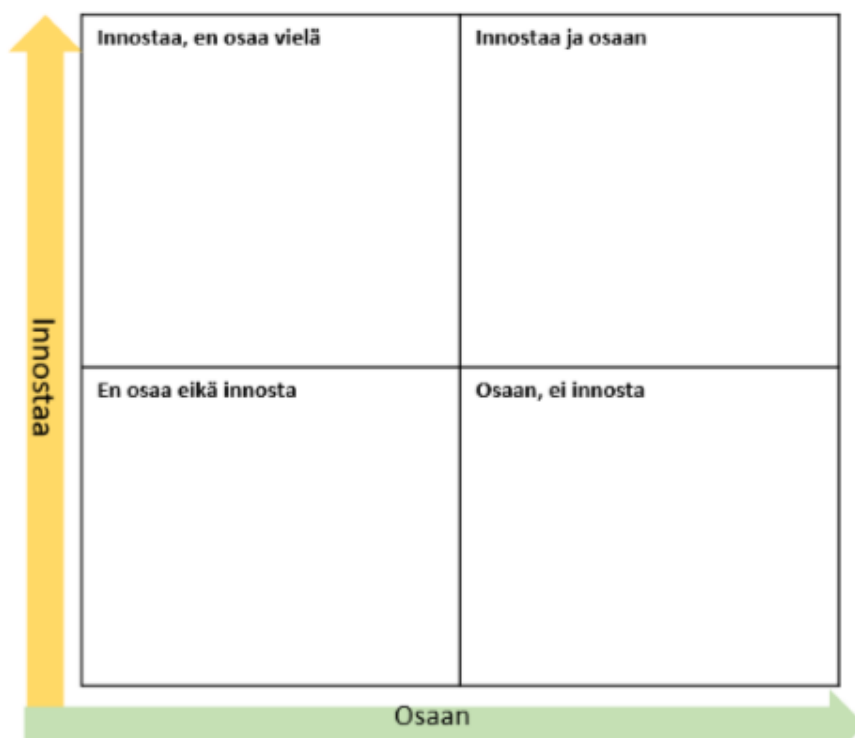 Innostaa, en osaa vielä
Innostaa ja osaan
Innostaa
En osaa eikä innosta
Osaan, ei innosta
Osaan